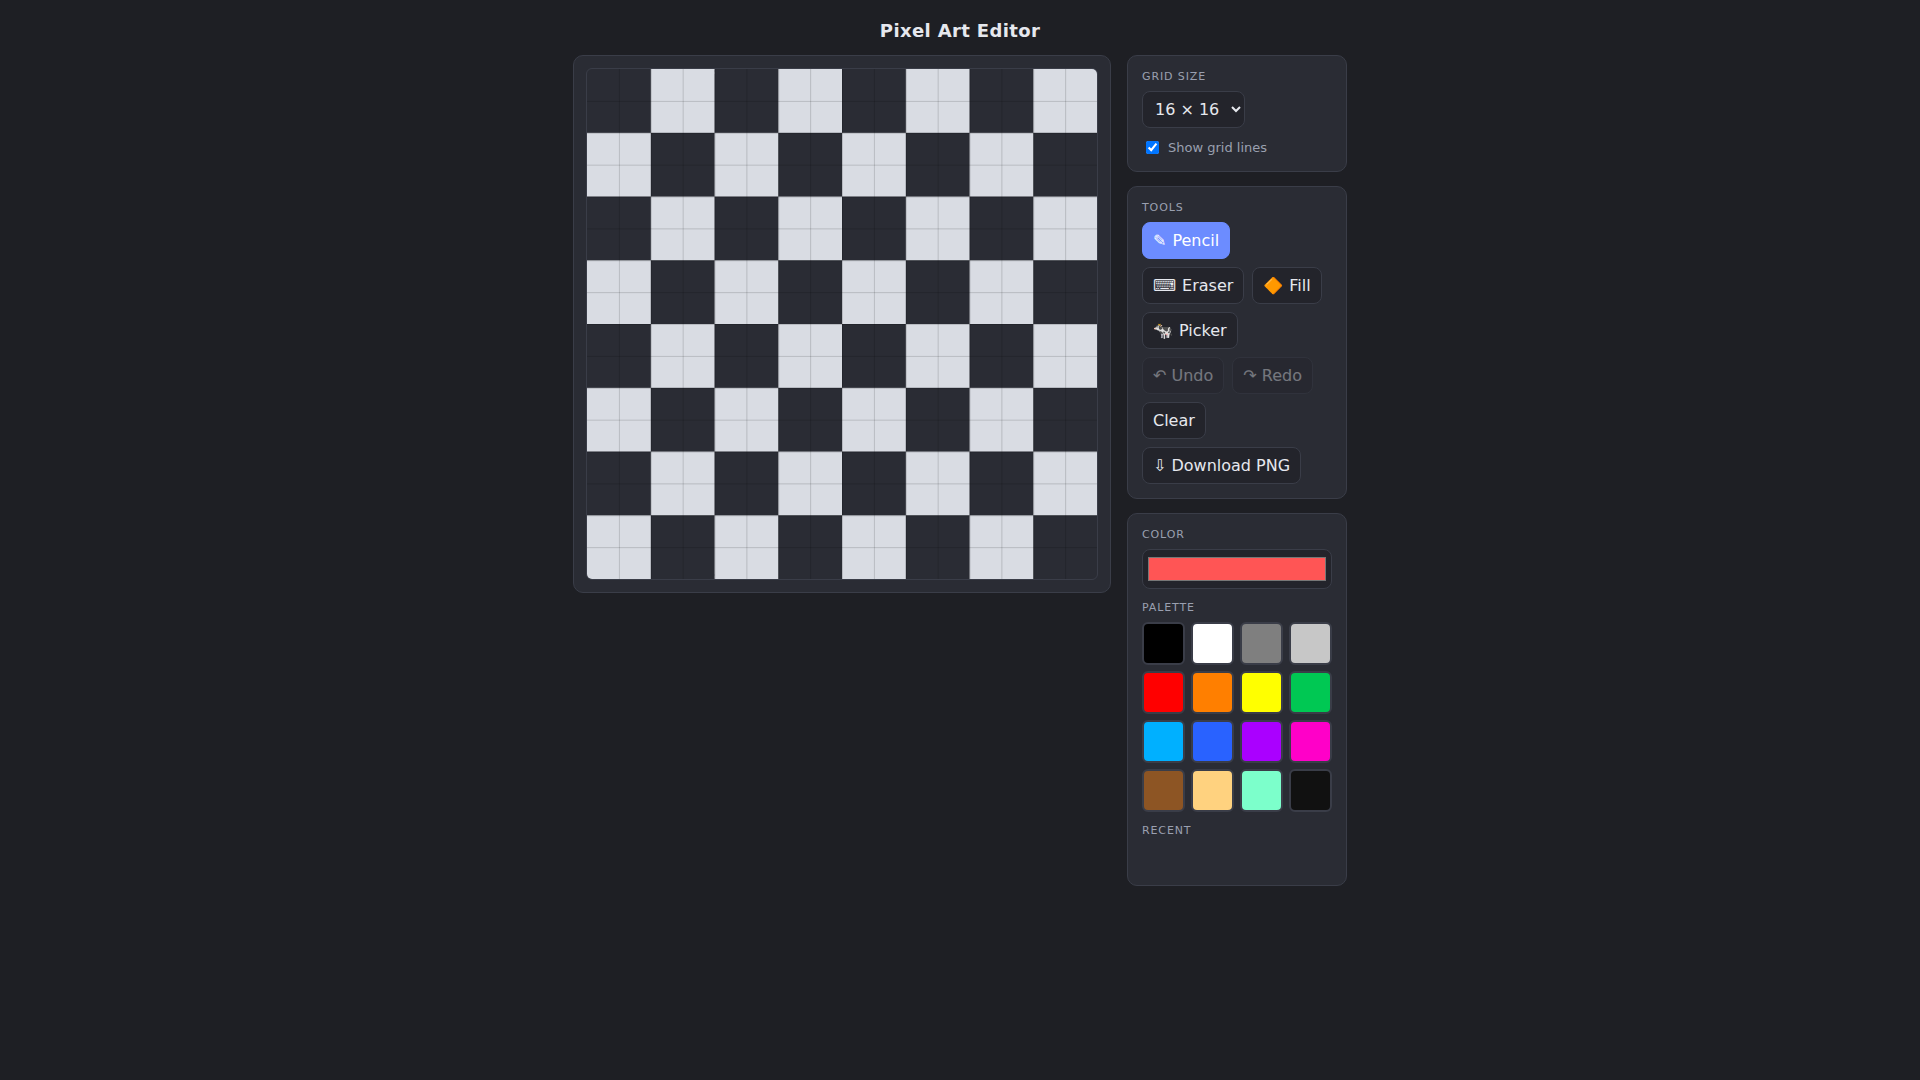 Pixel Art Editor
GRID SIZE
16 × 16
Show grid lines
TOOLS
✎ Pencil
⌨ Eraser
🔶 Fill
🐄 Picker
↶ Undo
↷ Redo
Clear
⇩ Download PNG
COLOR
PALETTE
RECENT